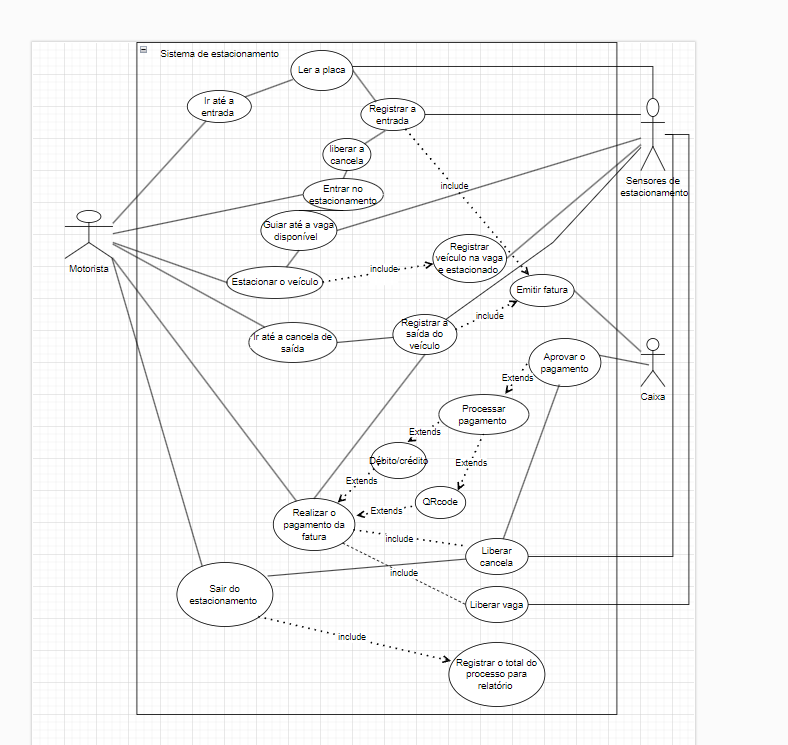 Sistema de estacionamento
Ler a placa
Ir até a
entrada
Registrar a
entrada
liberar a
cancela
include
Sensores de
estacionamento
Entrar no
estacionamento
Guiar até a vaga
disponível
Motorista
Registrar
veículo na vaga
e estacionado
include
Estacionar o veículo
Emitir fatura
include
Registrar a
saída do
veículo
Ir até a cancela de
saída
Aprovar o
pagamento
Extends
Caixa
Processar
pagamento
Extends
Débito/crédito
Extends
Extends
QRcode
Extends
Realizar o
pagamento da
fatura
include
Liberar
cancela
include
Sair do
estacionamento
Liberar vaga
include
Registrar o total do
processo para
relatório